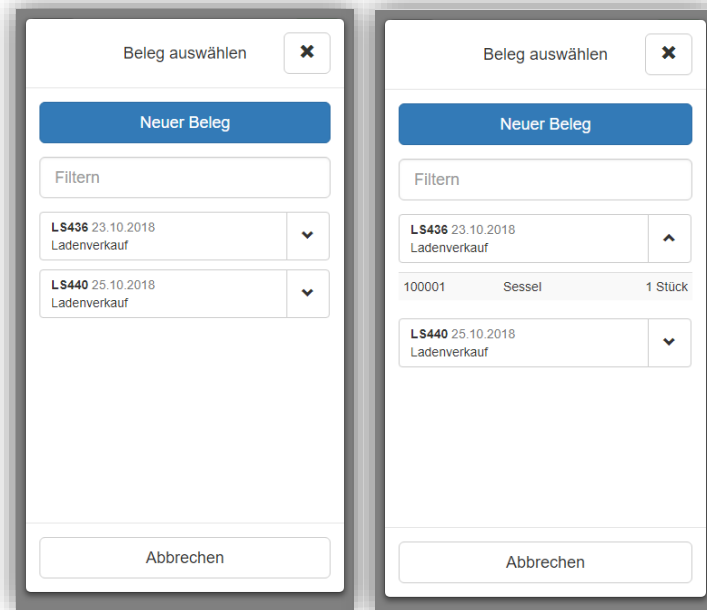 Beleg auswählen
Neuer Beleg
Filtern
LS436 23.10.2018
Ladenverkauf
LS440 25.10.2018
Ladenverkauf
Abbrechen
Beleg auswählen
Neuer Beleg
Filtern
LS436 23.10.2018
Ladenverkauf
100001 Sessel 1 Stück
LS440 25.10.2018
Ladenverkauf
Abbrechen